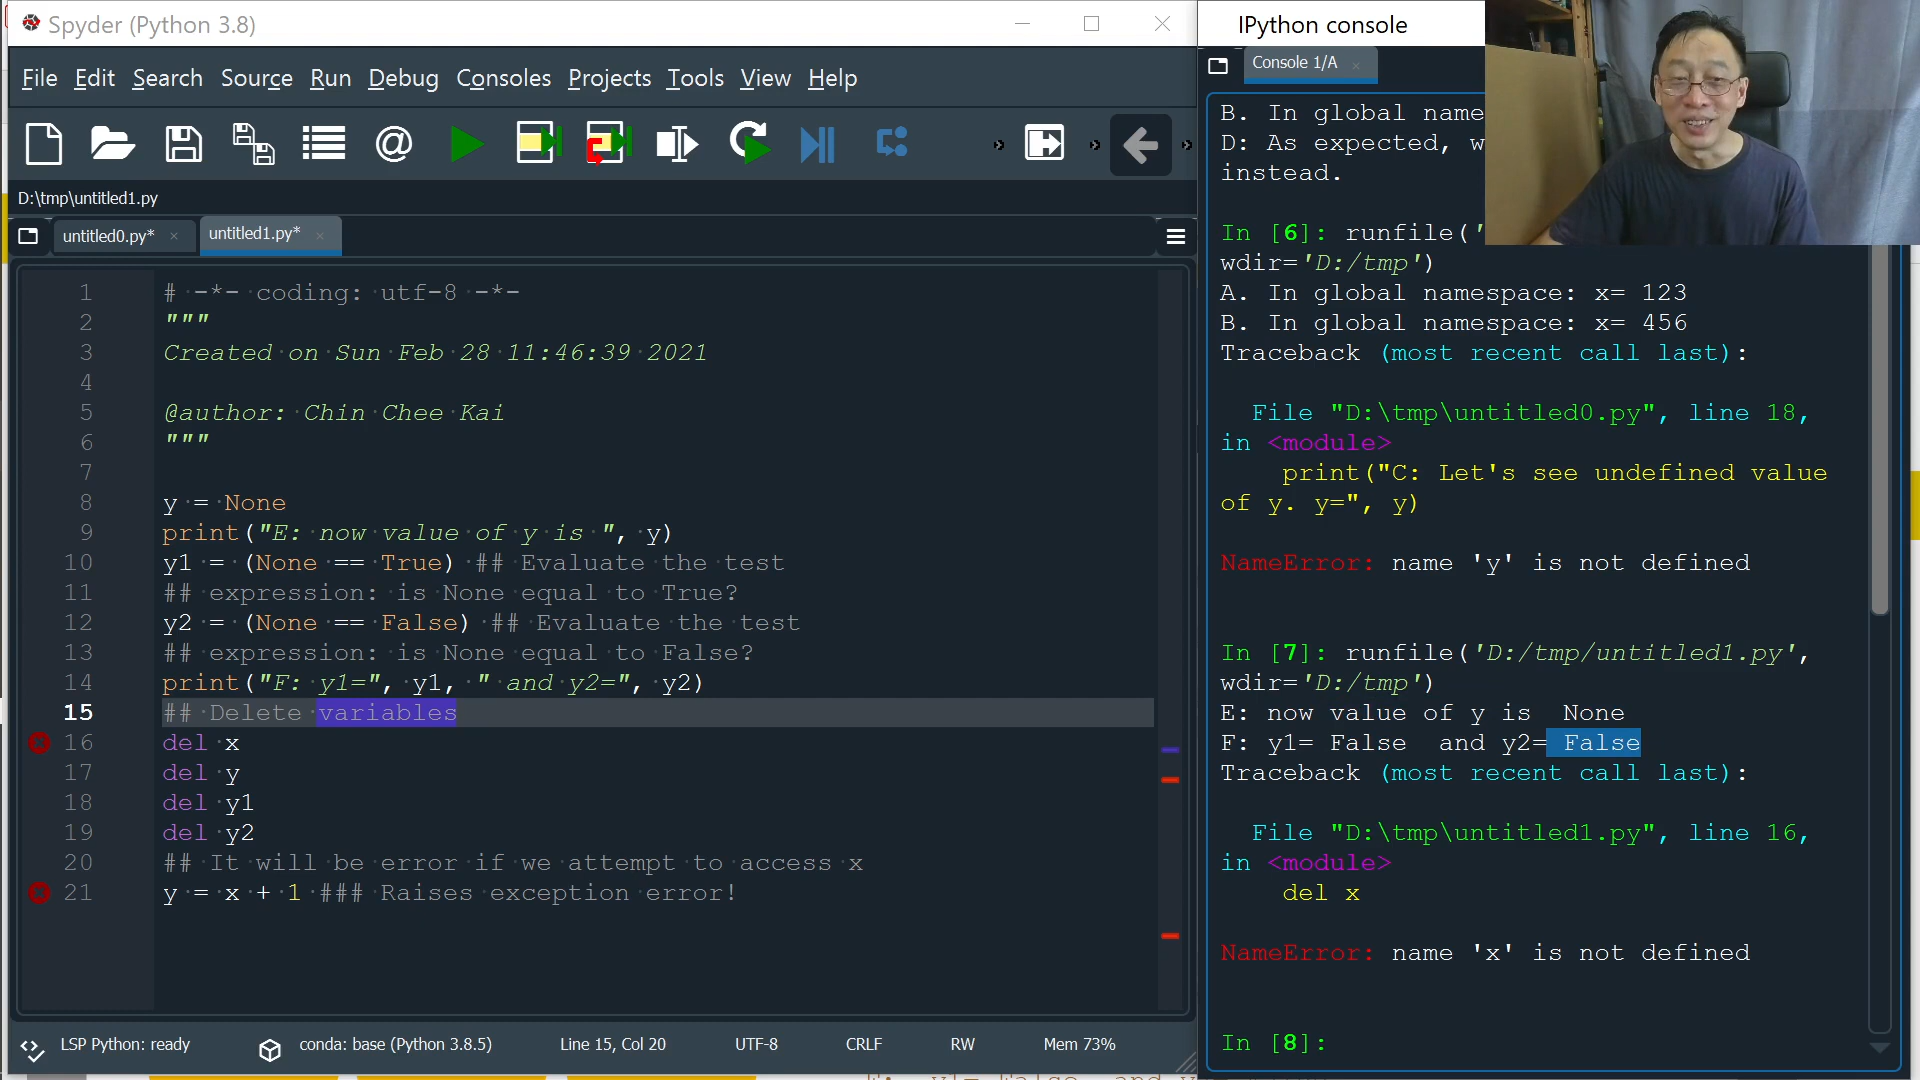 Spyder (Python 3.8)
File Edit Search Source Run Debug Consoles Projects Tools View Help
D:\tmp\untitled1.py
untitled0.py*
untitled1.py*
1 # -*- coding: utf-8 -*-
2 """
3 Created on Sun Feb 28 11:46:39 2021
4
5 @author: Chin Chee Kai
6 """
7
8 y = None
9 print("E: now value of y is ", y)
10 y1 = (None == True) ## Evaluate the test
11 ## expression: is None equal to True?
12 y2 = (None == False) ## Evaluate the test
13 ## expression: is None equal to False?
14 print("F: y1=", y1, " and y2=", y2)
15 ## Delete variables
16 del x
17 del y
18 del y1
19 del y2
20 ## It will be error if we attempt to access x
21 y = x + 1 ### Raises exception error!
LSP Python: ready
conda: base (Python 3.8.5)
Line 15, Col 20
UTF-8
CRLF
RW
Mem 73%
IPython console
Console 1/A
B. In global name
D: As expected, w
instead.
In [6]: runfile('
wdir='D:/tmp')
A. In global namespace: x= 123
B. In global namespace: x= 456
Traceback (most recent call last):
File "D:\tmp\untitled0.py", line 18,
in <module>
print("C: Let's see undefined value
of y. y=", y)
NameError: name 'y' is not defined
In [7]: runfile('D:/tmp/untitled1.py',
wdir='D:/tmp')
E: now value of y is  None
F: y1= False  and y2= False
Traceback (most recent call last):
File "D:\tmp\untitled1.py", line 16,
in <module>
del x
NameError: name 'x' is not defined
In [8]: